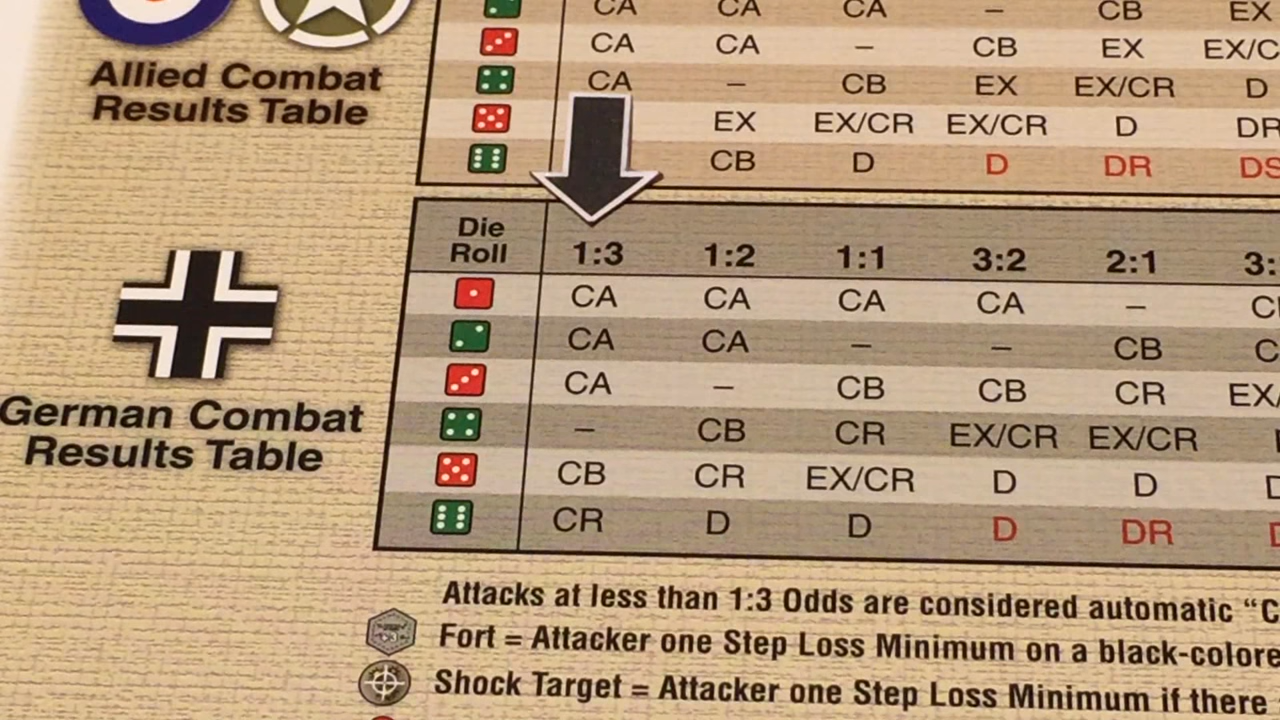 CA CA CA – CB EX
CA CA – CB EX
CA – CB EX EX/CR D
EX EX/CR EX/CR D DR
CB D D DR
Allied Combat
Results Table
Die
Roll
1:3 1:2 1:1 3:2 2:1
CA CA CA CA –
CA CA – – CB
CA – CB CB CR
– CB CR EX/CR EX/CR
CB CR EX/CR D D
CR D D D DR
German Combat
Results Table
Attacks at less than 1:3 Odds are considered automatic
Fort = Attacker one Step Loss Minimum on a
Shock Target = Attacker one Step Loss Minimum if there